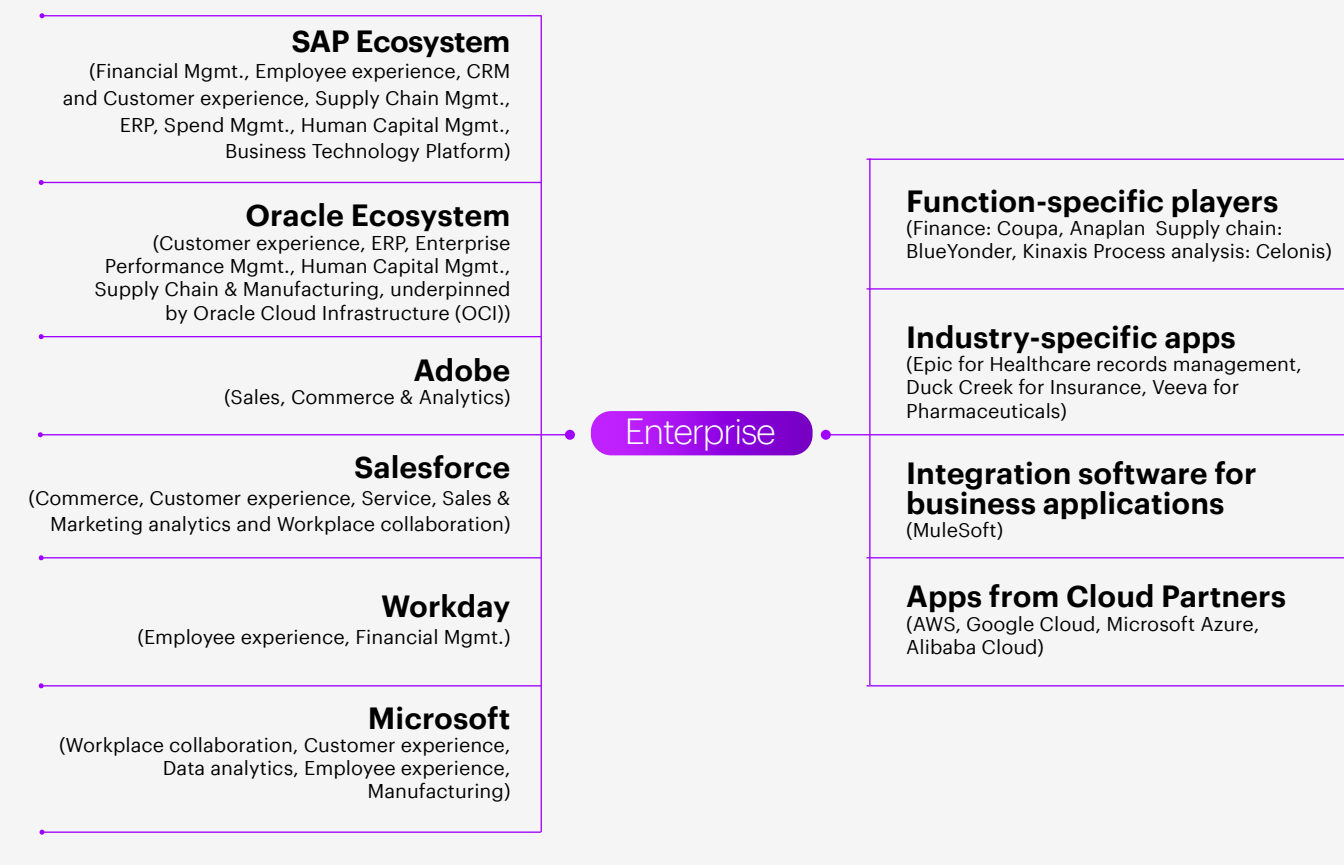 SAP Ecosystem
(Financial Mgmt., Employee experience, CRM
and Customer experience, Supply Chain Mgmt.,
ERP, Spend Mgmt., Human Capital Mgmt.,
Business Technology Platform)
Oracle Ecosystem
(Customer experience, ERP, Enterprise
Performance Mgmt., Human Capital Mgmt.,
Supply Chain & Manufacturing, underpinned
by Oracle Cloud Infrastructure (OCI))
Adobe
(Sales, Commerce & Analytics)
Salesforce
(Commerce, Customer experience, Service, Sales &
Marketing analytics and Workplace collaboration)
Workday
(Employee experience, Financial Mgmt.)
Microsoft
(Workplace collaboration, Customer experience,
Data analytics, Employee experience,
Manufacturing)
Enterprise
Function-specific players
(Finance: Coupa, Anaplan  Supply chain:
BlueYonder, Kinaxis Process analysis: Celonis)
Industry-specific apps
(Epic for Healthcare records management,
Duck Creek for Insurance, Veeva for
Pharmaceuticals)
Integration software for
business applications
(MuleSoft)
Apps from Cloud Partners
(AWS, Google Cloud, Microsoft Azure,
Alibaba Cloud)